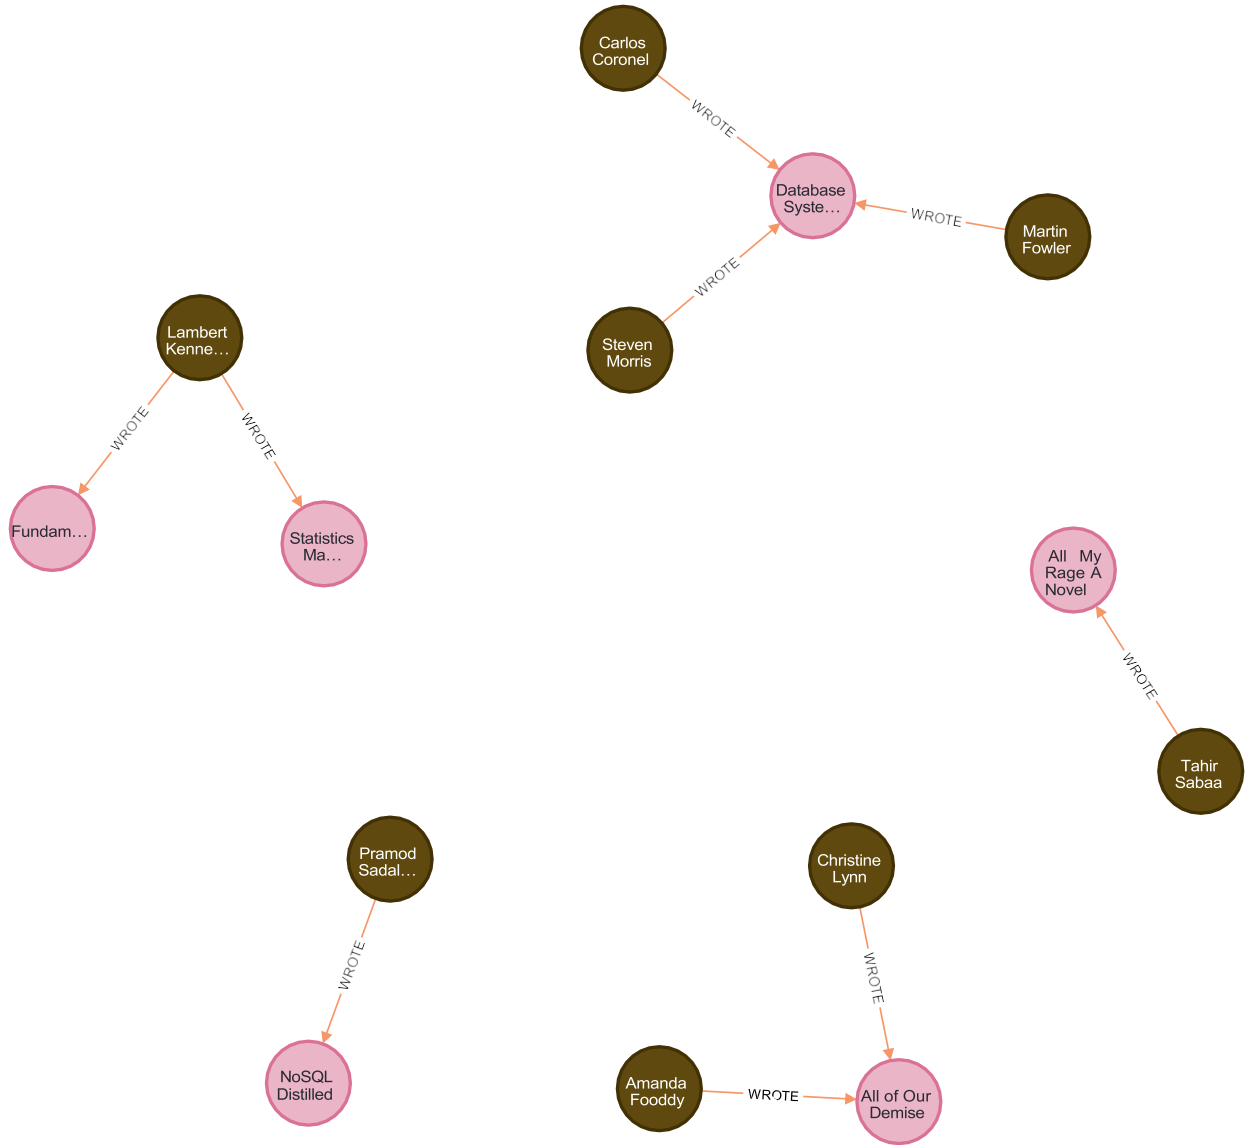 Carlos
Coronel
WROTE
Database
Syste…
WROTE
Martin
Fowler
WROTE
Steven
Morris
Lambert
Kenne…
WROTE
WROTE
Fundam…
Statistics
Ma…
All My
Rage A
Novel
WROTE
Tahir
Sabaa
Pramod
Sadal…
WROTE
NoSQL
Distilled
Christine
Lynn
WROTE
Amanda
Fooddy
WROTE
All of Our
Demise